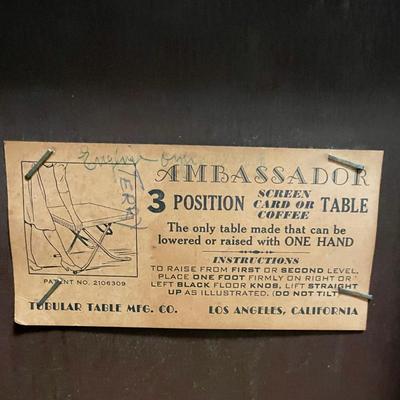 Engine over
TERRY
AMBASSADOR
3 POSITION SCREEN CARD OR COFFEE TABLE
The only table made that can be
lowered or raised with ONE HAND
INSTRUCTIONS
TO RAISE FROM FIRST OR SECOND LEVEL,
PLACE ONE FOOT FIRMLY ON RIGHT OR
LEFT BLACK FLOOR KNOB, LIFT STRAIGHT
UP AS ILLUSTRATED. (DO NOT TILT)
PATENT NO. 2106309
TUBULAR TABLE MFG. CO. LOS ANGELES, CALIFORNIA